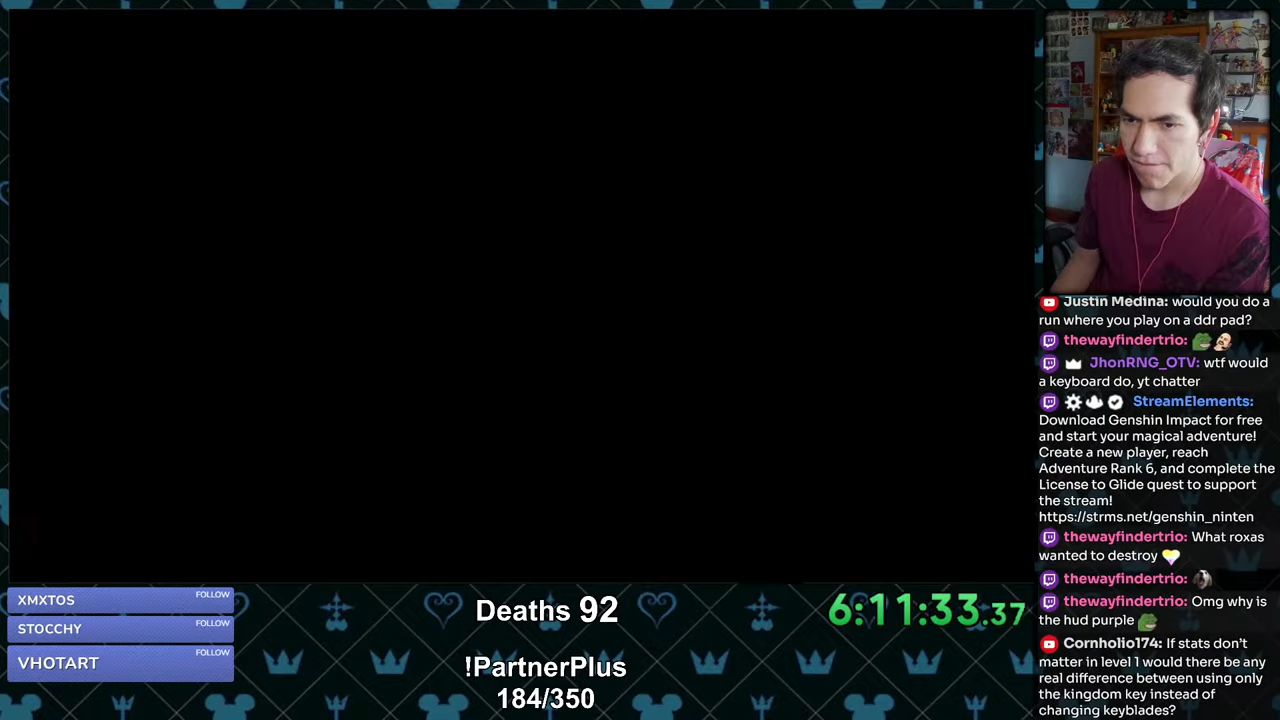 Justin Medina: would you do a
run where you play on a ddr pad?
thewayfindertrio:
JhonRNG_OTV: wtf would
a keyboard do, yt chatter
StreamElements:
Download Genshin Impact for free
and start your magical adventure!
Create a new player, reach
Adventure Rank 6, and complete the
License to Glide quest to support
the stream!
https://strms.net/genshin_ninten
thewayfindertrio: What roxas
wanted to destroy
thewayfindertrio:
thewayfindertrio: Omg why is
the hud purple
Cornholio174: If stats don't
matter in level 1 would there be any
real difference between using only
the kingdom key instead of
changing keyblades?
XMXTOS FOLLOW
STOCCHY FOLLOW
VHOTART FOLLOW
Deaths 92
!PartnerPlus
184/350
6:11:33.37